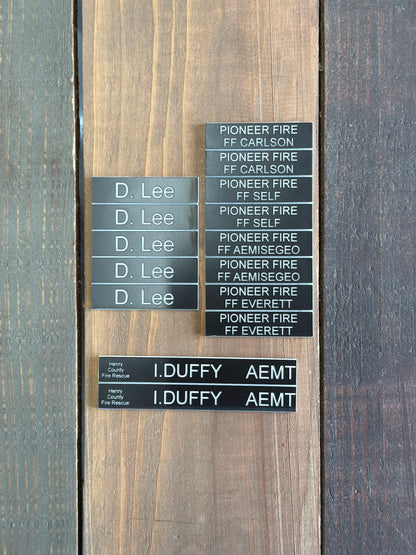 D. Lee
D. Lee
D. Lee
D. Lee
D. Lee
PIONEER FIRE
FF CARLSON
PIONEER FIRE
FF CARLSON
PIONEER FIRE
FF SELF
PIONEER FIRE
FF SELF
PIONEER FIRE
FF AEMISEGEO
PIONEER FIRE
FF AEMISEGEO
PIONEER FIRE
FF EVERETT
PIONEER FIRE
FF EVERETT
Henry
County
Fire Rescue
I.DUFFY AEMT
Henry
County
Fire Rescue
I.DUFFY AEMT